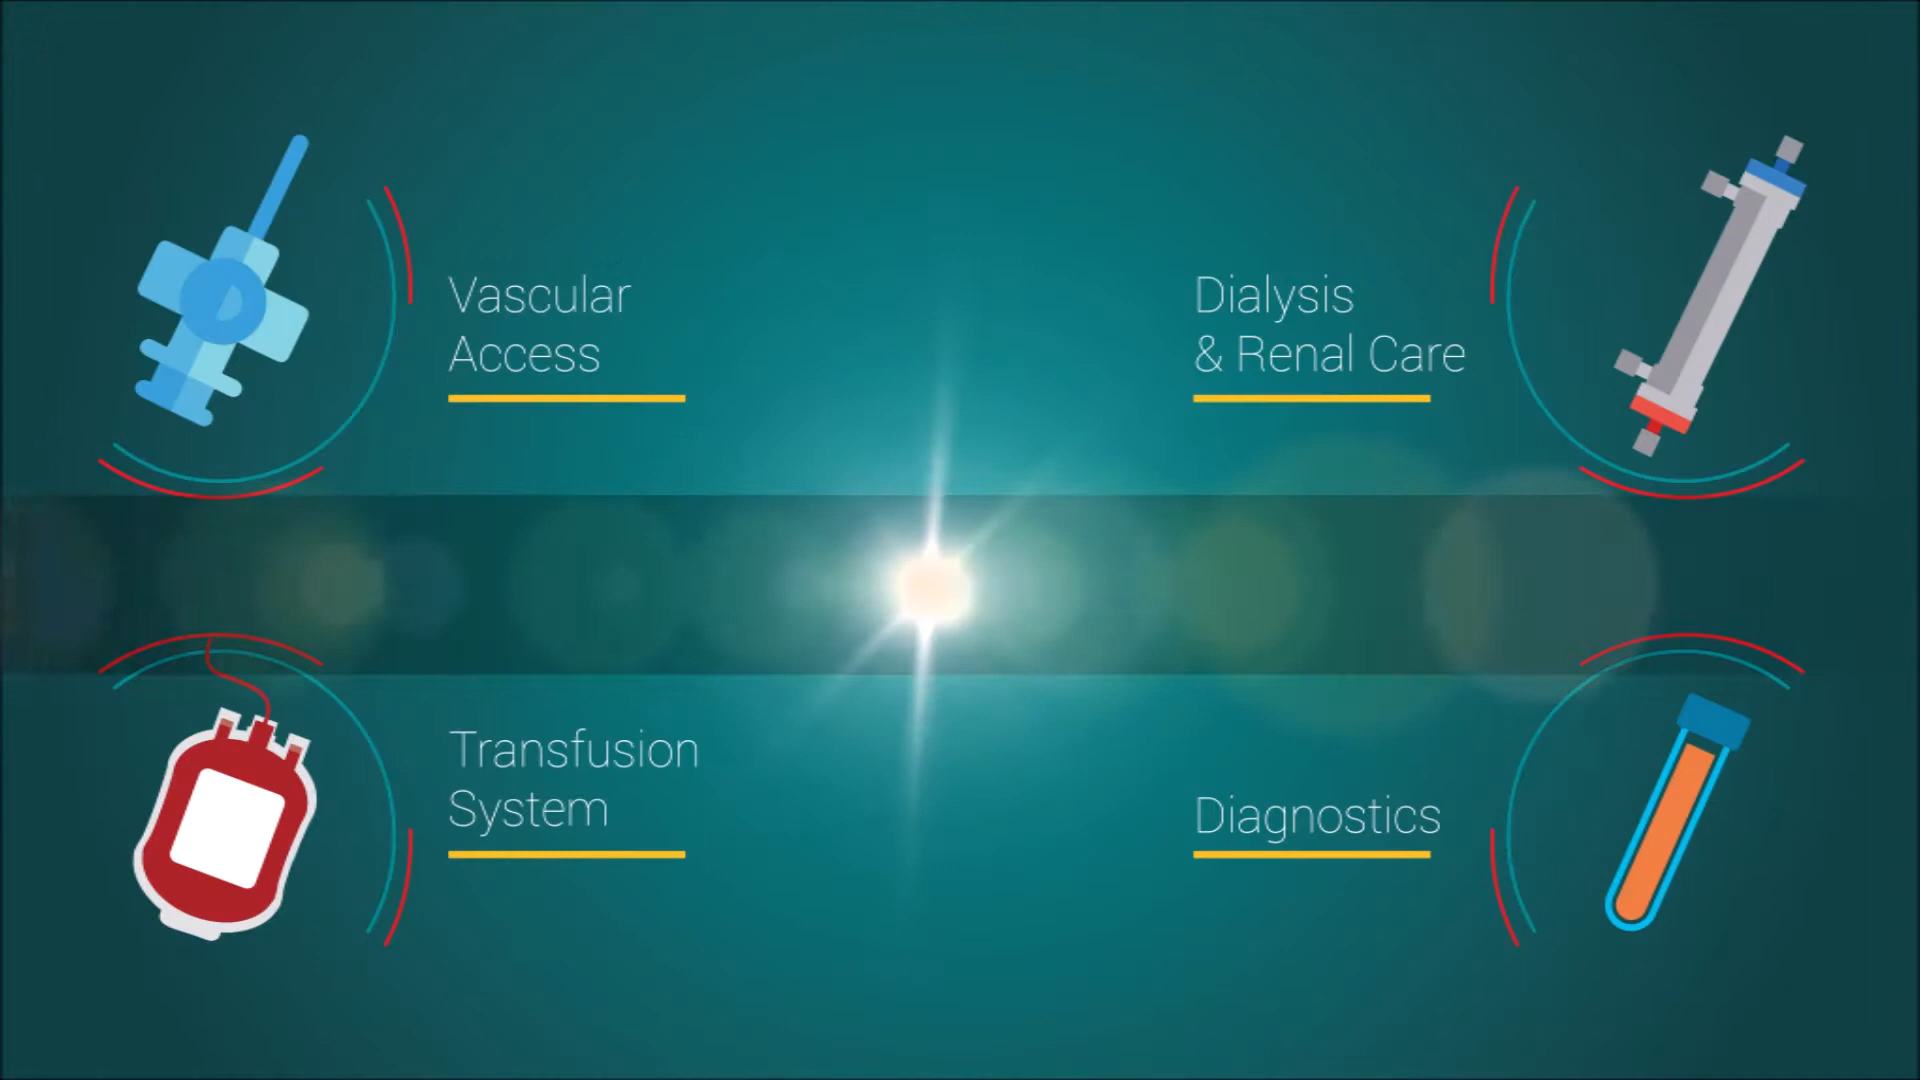 Vascular
Access
Dialysis
& Renal Care
Transfusion
System
Diagnostics